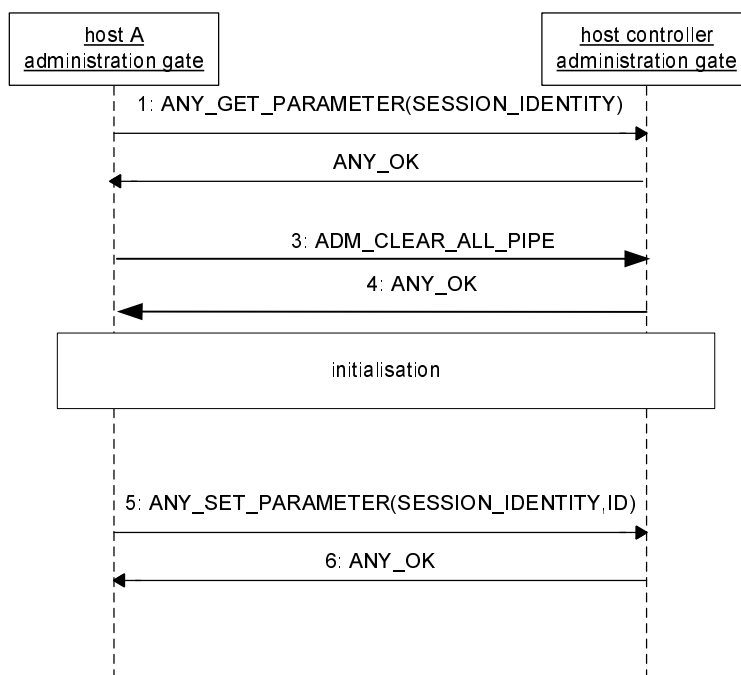 host A
administration gate
host controller
administration gate
1: ANY_GET_PARAMETER(SESSION_IDENTITY)
ANY_OK
3: ADM_CLEAR_ALL_PIPE
4: ANY_OK
initialisation
5: ANY_SET_PARAMETER(SESSION_IDENTITY,ID)
6: ANY_OK